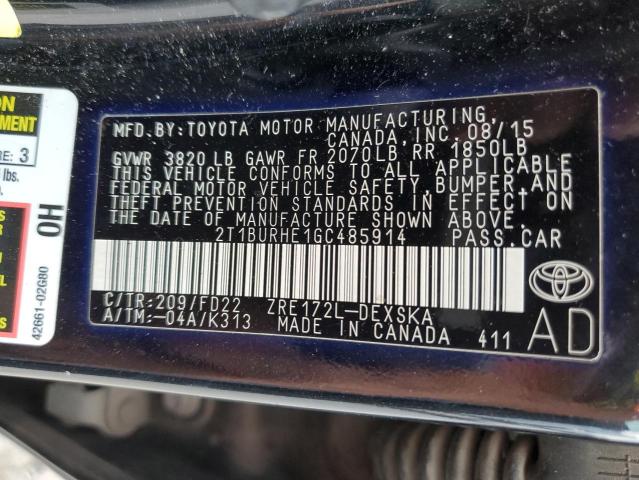 MFD.BY:TOYOTA MOTOR MANUFACTURING,
CANADA, INC. 08/15
GVWR 3820 LB GAWR FR 2070LB RR 1850LB
THIS VEHICLE CONFORMS TO ALL APPLICABLE
FEDERAL MOTOR VEHICLE SAFETY, BUMPER, AND
THEFT PREVENTION STANDARDS IN EFFECT ON
THE DATE OF MANUFACTURE SHOWN ABOVE.
2T1BURHE1GC485914 PASS.CAR
C/TR:209/FD22 ZRE172L-DEXSKA
A/TM:-04A/K313 MADE IN CANADA 411
TOYOTA
AD
ON
MENT
E: 3
lbs.
HO
42661-02G80